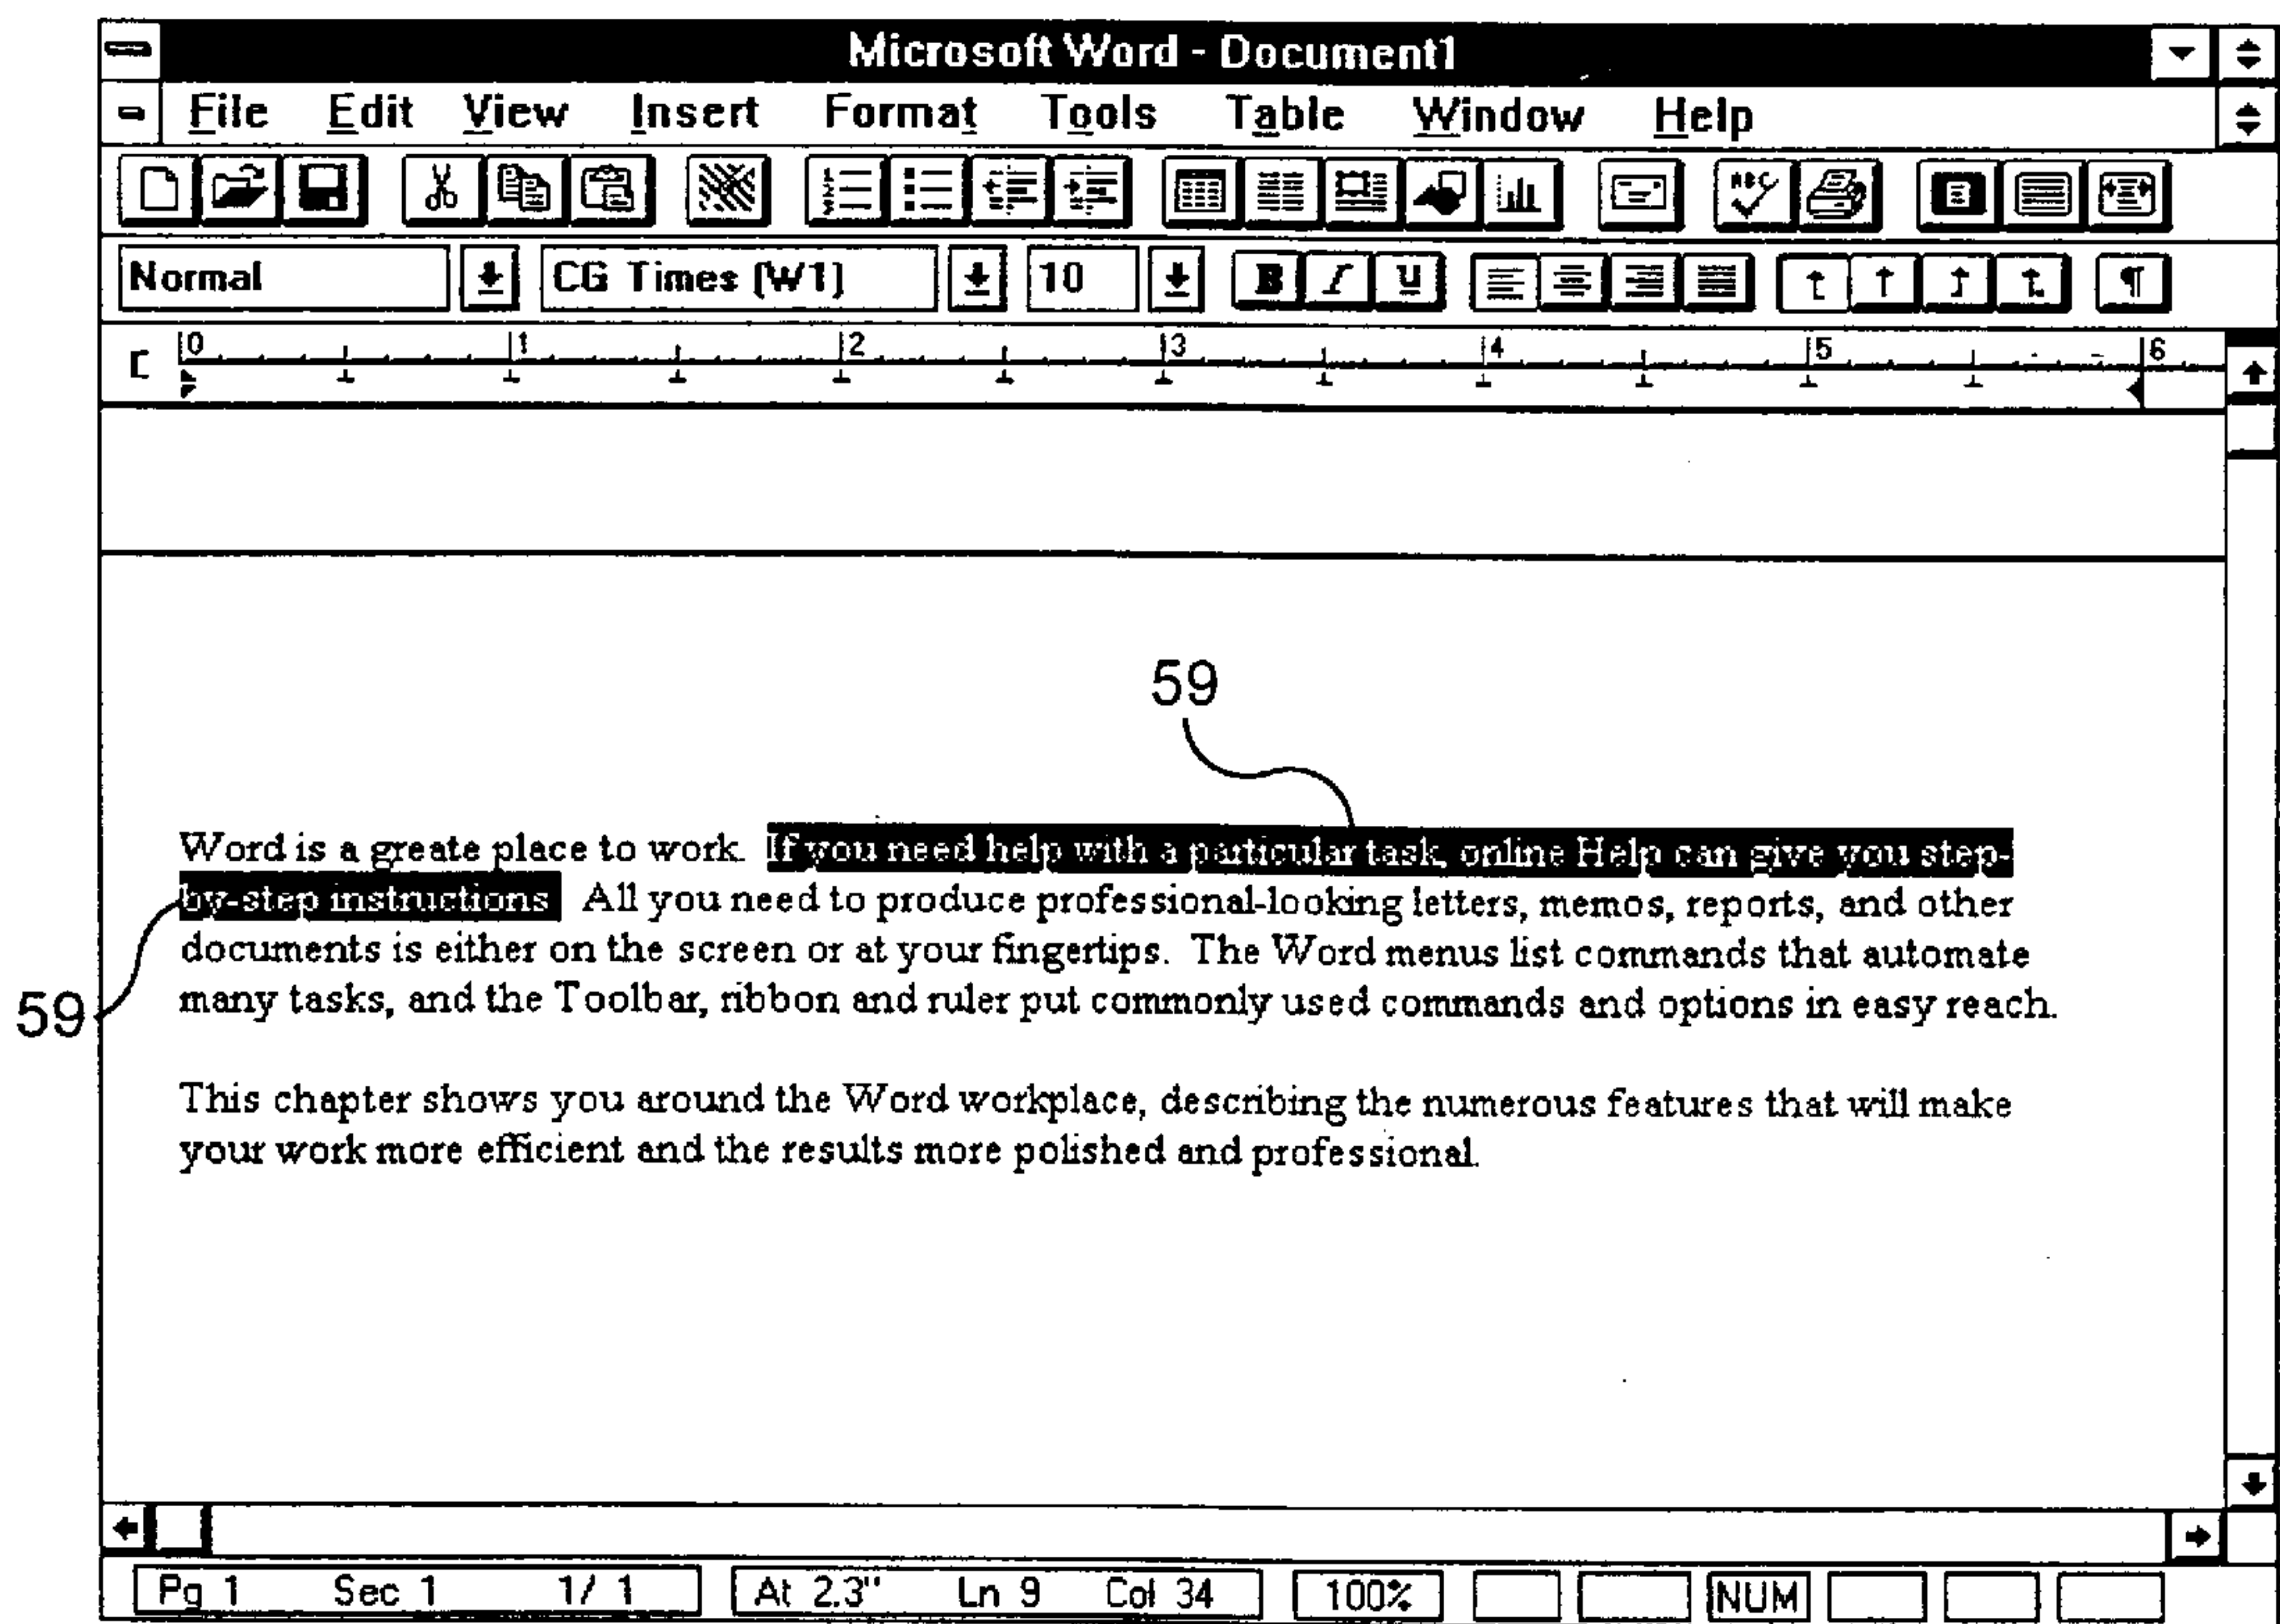 Microsoft Word - Document1
File Edit View Insert Format Tools Table Window Help
ABC
Normal CG Times (W1) 10 B I U ¶
0 1 2 3 4 5 6
59
Word is a greate place to work. If you need help with a particular task, online Help can give you step-
by-step instructions. All you need to produce professional-looking letters, memos, reports, and other
documents is either on the screen or at your fingertips. The Word menus list commands that automate
many tasks, and the Toolbar, ribbon and ruler put commonly used commands and options in easy reach.
59
This chapter shows you around the Word workplace, describing the numerous features that will make
your work more efficient and the results more polished and professional.
Pg 1 Sec 1 1/ 1 At 2.3" Ln 9 Col 34 100% NUM